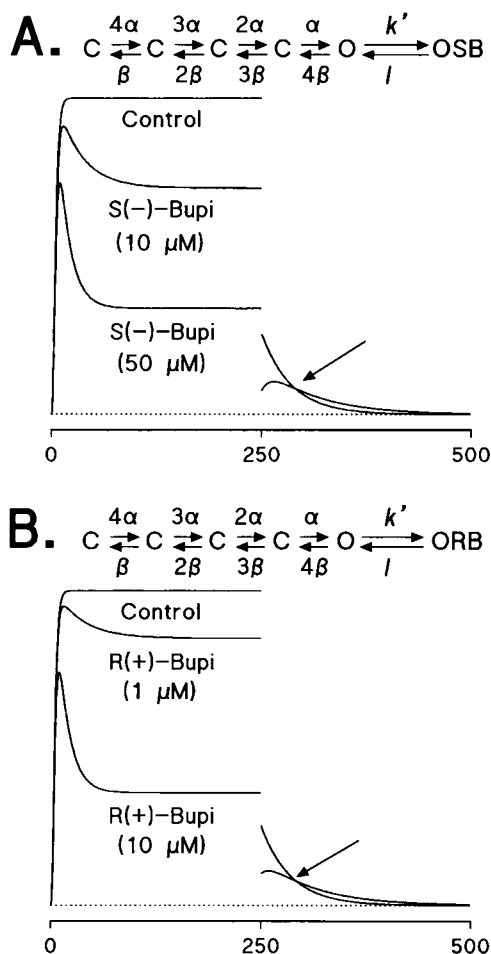 A.
4α 3α 2α α k'
C C C C O OSB
β 2β 3β 4β l
Control
S(−)−Bupi
(10 μM)
S(−)−Bupi
(50 μM)
0 250 500
B.
4α 3α 2α α k'
C C C C O ORB
β 2β 3β 4β l
Control
R(+)−Bupi
(1 μM)
R(+)−Bupi
(10 μM)
0 250 500